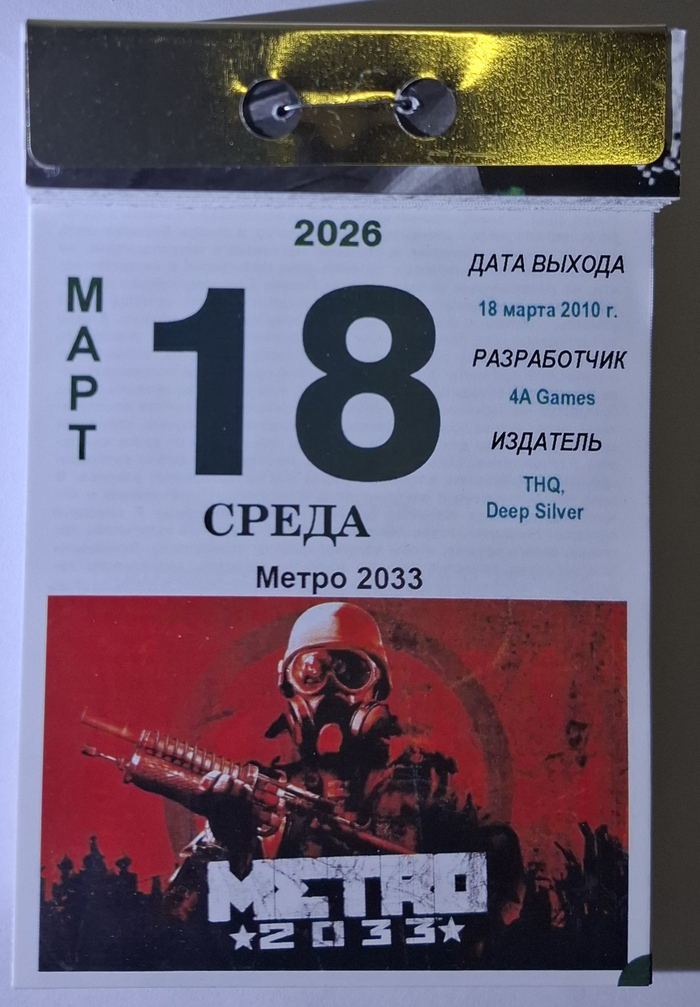 2026
МАРТ
18
СРЕДА
ДАТА ВЫХОДА
18 марта 2010 г.
РАЗРАБОТЧИК
4A Games
ИЗДАТЕЛЬ
THQ,
Deep Silver
Метро 2033
METRO
★2033★